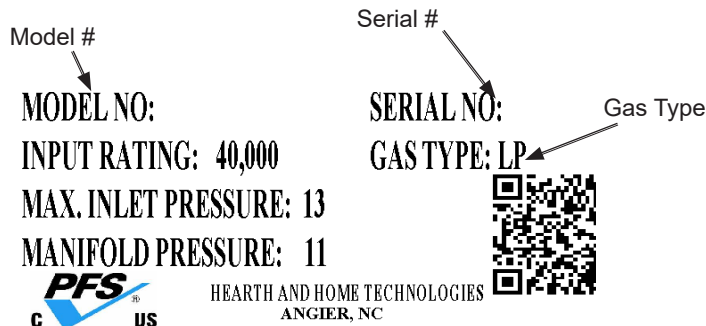 Model #
Serial #
Gas Type
MODEL NO: SERIAL NO:
INPUT RATING: 40,000 GAS TYPE: LP
MAX. INLET PRESSURE: 13
MANIFOLD PRESSURE: 11
PFS ®
C US
HEARTH AND HOME TECHNOLOGIES
ANGIER, NC